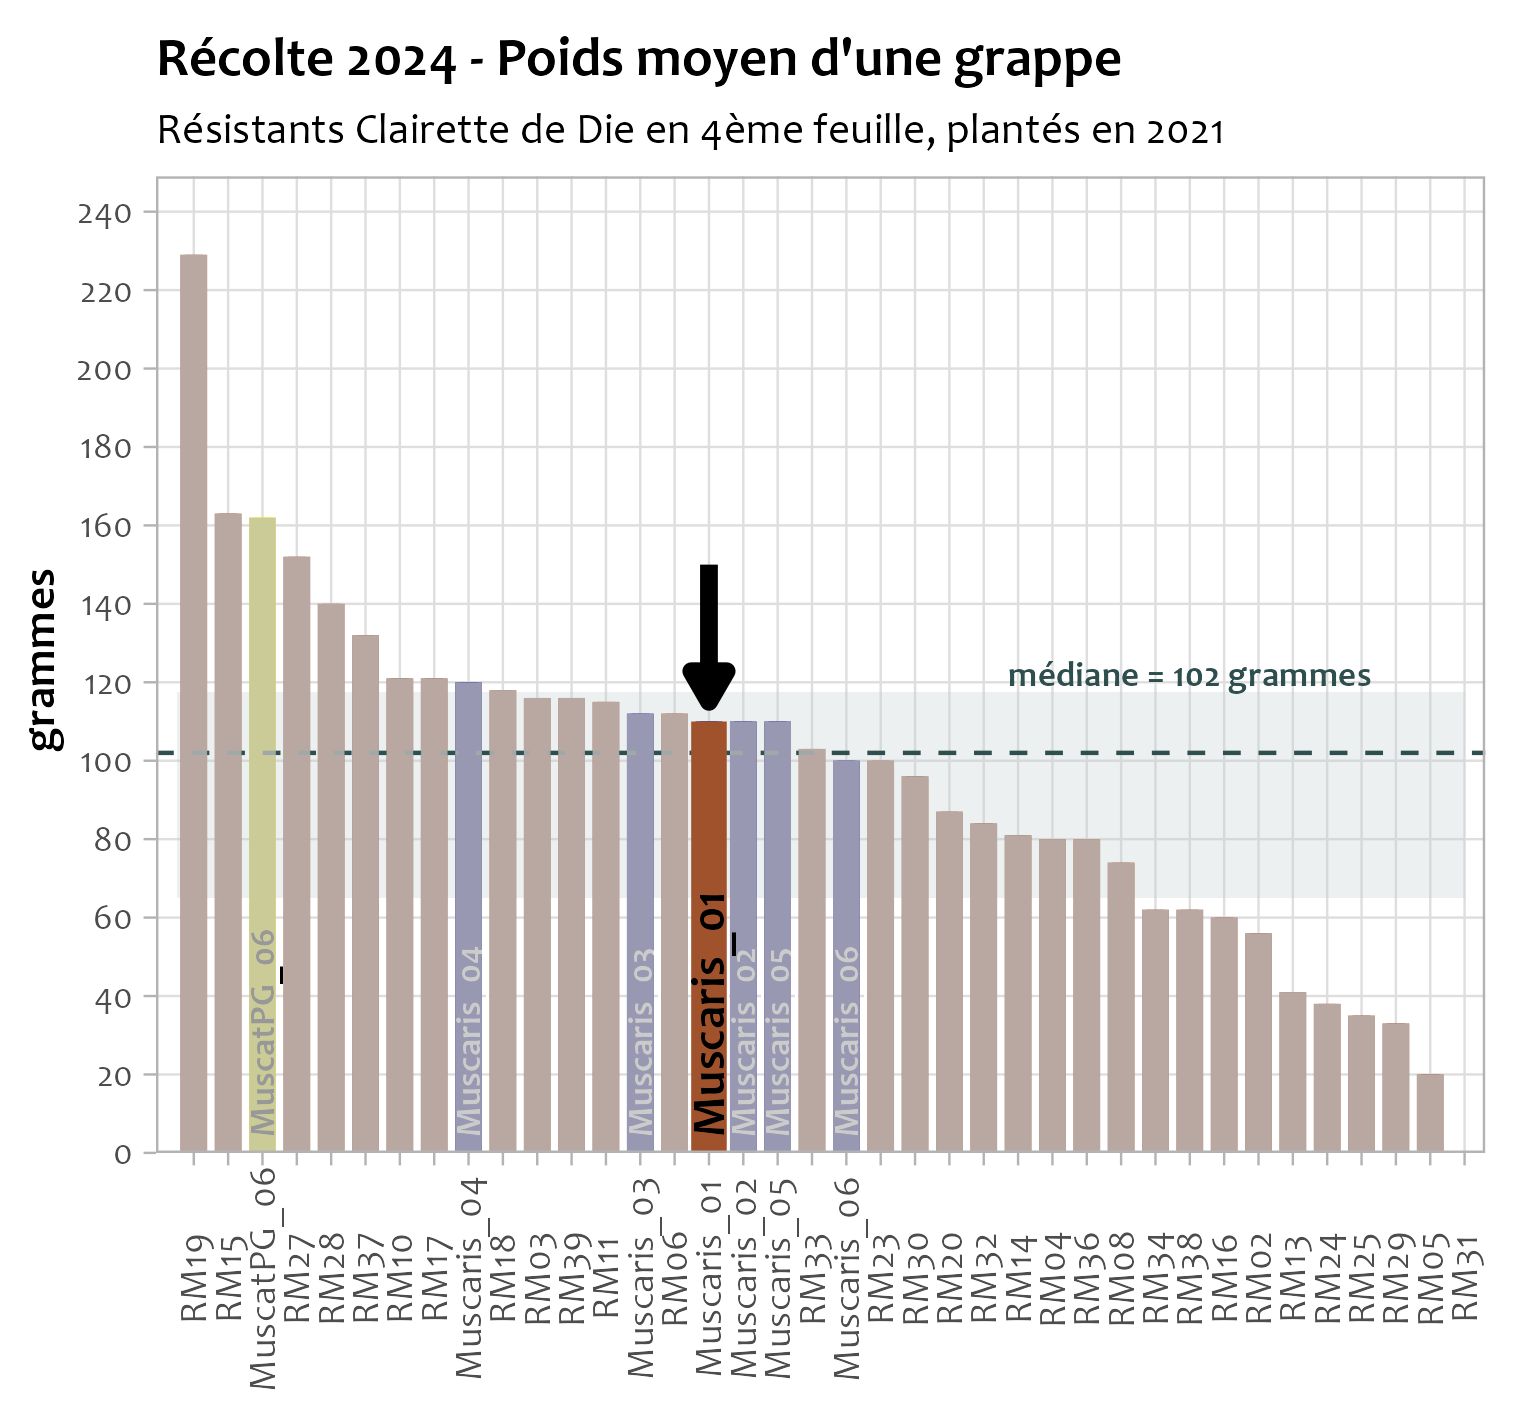 Récolte 2024 - Poids moyen d'une grappe
Résistants Clairette de Die en 4ème feuille, plantés en 2021
grammes
240
220
200
180
160
140
120
100
80
60
40
20
0
médiane = 102 grammes
MuscatPG_06
Muscaris_04
Muscaris_03
Muscaris_01
Muscaris_02
Muscaris_05
Muscaris_06
RM19
RM15
MuscatPG_06
RM27
RM28
RM37
RM10
RM17
Muscaris_04
RM18
RM03
RM39
RM11
Muscaris_03
RM06
Muscaris_01
Muscaris_02
Muscaris_05
RM33
Muscaris_06
RM23
RM30
RM20
RM32
RM14
RM04
RM36
RM08
RM34
RM38
RM16
RM02
RM13
RM24
RM25
RM29
RM05
RM31